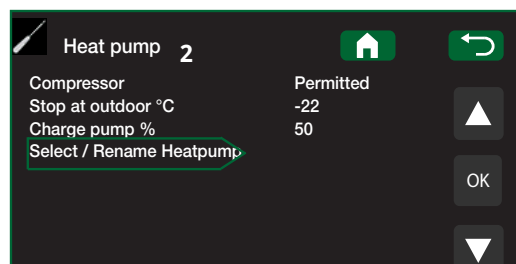 Heat pump 2
Compressor Permitted
Stop at outdoor °C -22
Charge pump % 50
Select / Rename Heatpump
OK